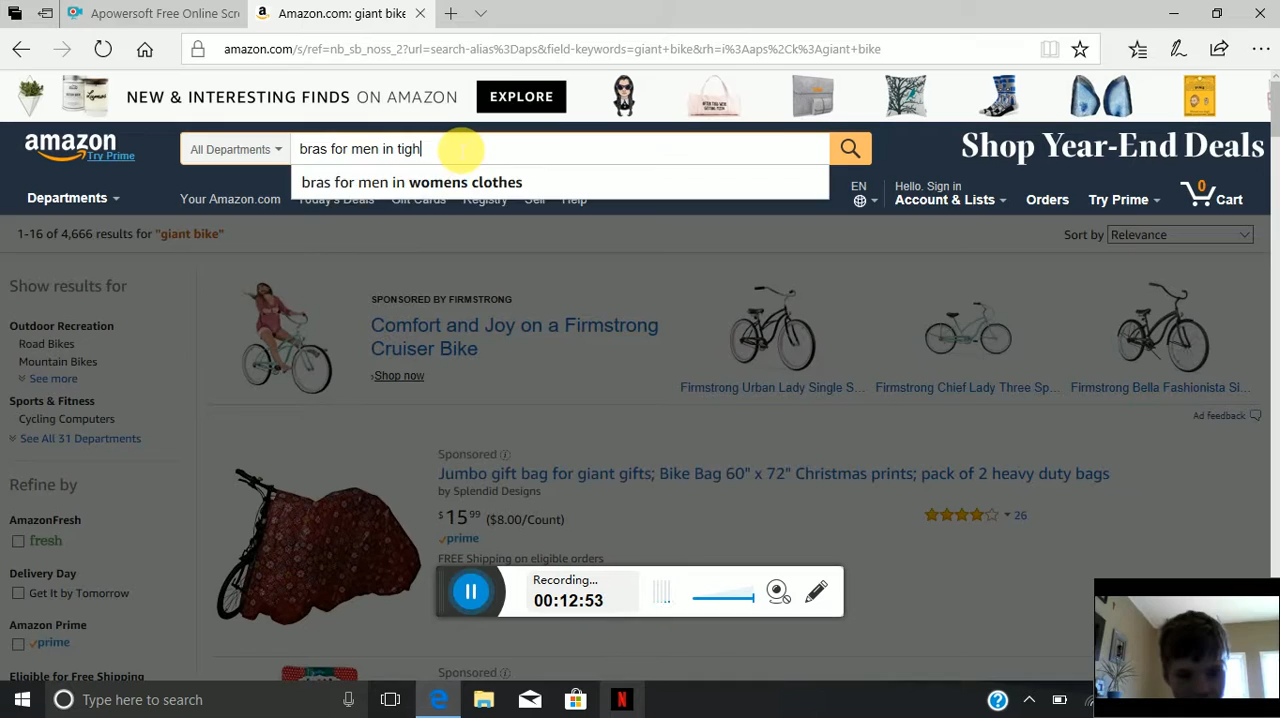 Apowersoft Free Online Scr
Amazon.com: giant bike
amazon.com/s/ref=nb_sb_noss_2?url=search-alias%3Daps&field-keywords=giant+bike&rh=i%3Aaps%2Ck%3Agiant+bike
NEW & INTERESTING FINDS ON AMAZON
EXPLORE
amazon
Try Prime
All Departments
bras for men in tigh
Shop Year-End Deals
bras for men in womens clothes
Departments
Your Amazon.com
Today's Deals
Gift Cards
Registry
Sell
Help
EN
Hello. Sign in
Account & Lists
Orders
Try Prime
0
Cart
1-16 of 4,666 results for "giant bike"
Sort by
Relevance
Show results for
Outdoor Recreation
Road Bikes
Mountain Bikes
See more
Sports & Fitness
Cycling Computers
See All 31 Departments
Refine by
AmazonFresh
fresh
Delivery Day
Get It by Tomorrow
Amazon Prime
prime
Eligible for Free Shipping
SPONSORED BY FIRMSTRONG
Comfort and Joy on a Firmstrong
Cruiser Bike
Shop now
Firmstrong Urban Lady Single S...
Firmstrong Chief Lady Three Sp...
Firmstrong Bella Fashionista Si...
Ad feedback
Sponsored
Jumbo gift bag for giant gifts; Bike Bag 60" x 72" Christmas prints; pack of 2 heavy duty bags
by Splendid Designs
$15 99 ($8.00/Count)
prime
FREE Shipping on eligible orders
26
Recording...
00:12:53
Sponsored
Type here to search